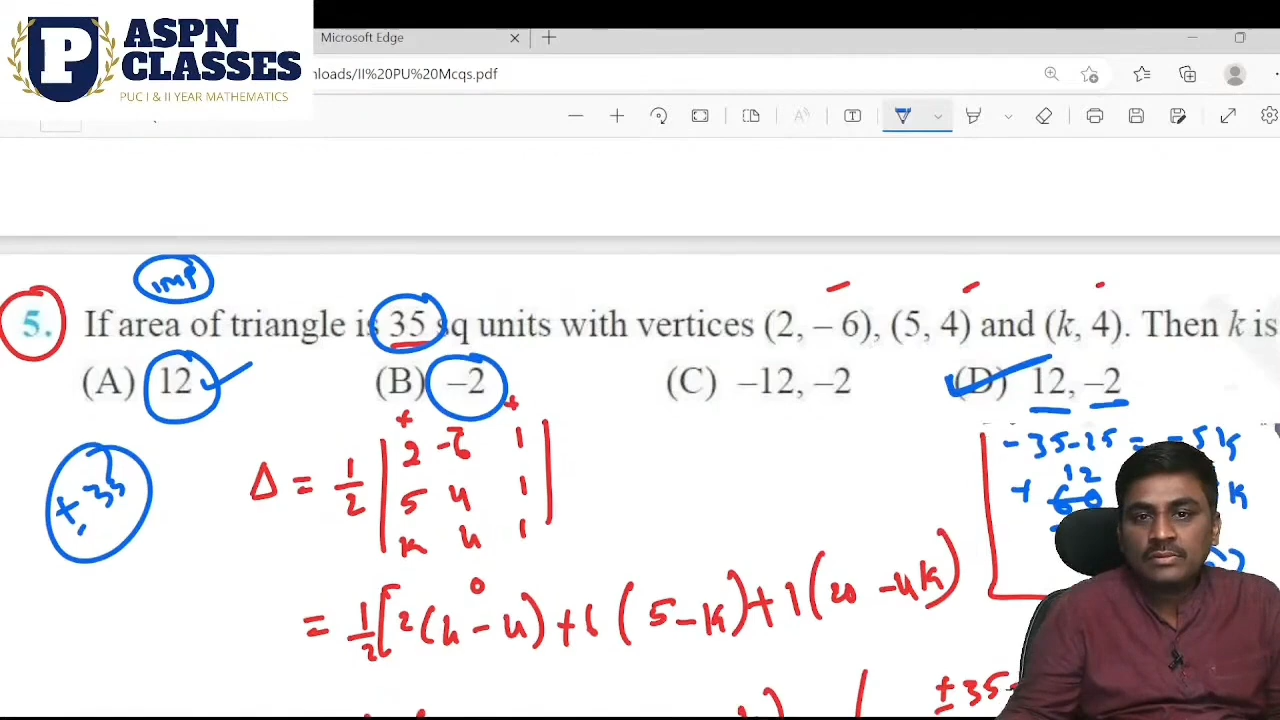 ASPN
CLASSES
PUC I & II YEAR MATHEMATICS
P
Microsoft Edge
nloads/II%20PU%20Mcqs.pdf
imp
5. If area of triangle is 35 sq units with vertices (2, – 6), (5, 4) and (k, 4). Then k is
(A) 12 (B) –2 (C) –12, –2 (D) 12, –2
± 35
Δ = 1/2 | 2 -6 1
5 4 1
k 4 1 |
- 35 - 25 = - 5k
12
+ 60 k
= 1/2 [ 2 (4 - 4) + 6 (5 - k) + 1 (20 - 4k)
0
± 35